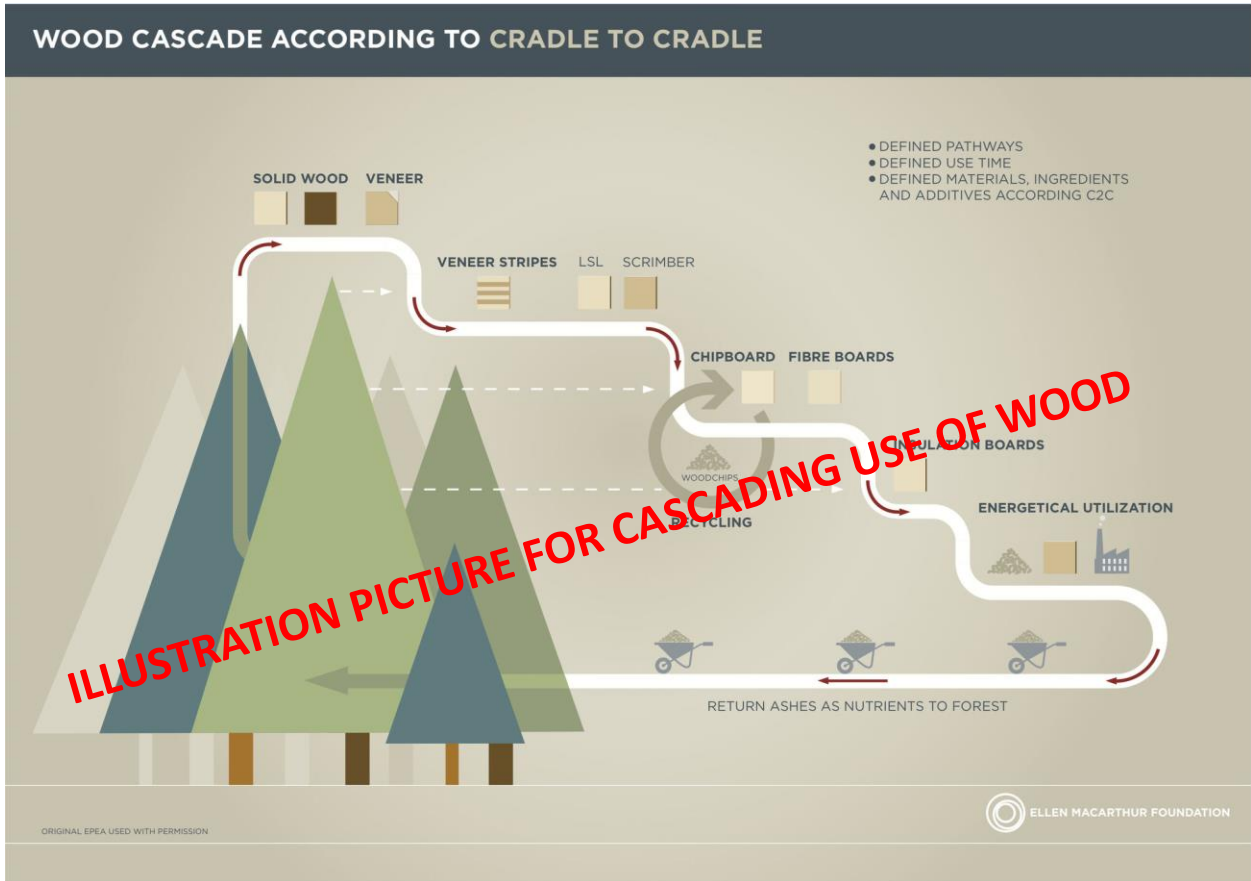 WOOD CASCADE ACCORDING TO CRADLE TO CRADLE
• DEFINED PATHWAYS
• DEFINED USE TIME
• DEFINED MATERIALS, INGREDIENTS
AND ADDITIVES ACCORDING C2C
SOLID WOOD VENEER
VENEER STRIPES LSL SCRIMBER
CHIPBOARD FIBRE BOARDS
INSULATION BOARDS
WOODCHIPS
RECYCLING
ENERGETICAL UTILIZATION
ILLUSTRATION PICTURE FOR CASCADING USE OF WOOD
RETURN ASHES AS NUTRIENTS TO FOREST
ELLEN MACARTHUR FOUNDATION
ORIGINAL EPEA USED WITH PERMISSION